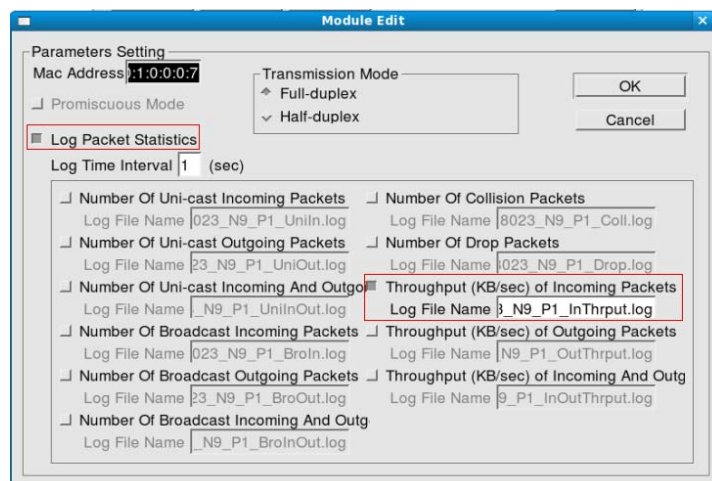 Module Edit
Parameters Setting
Mac Address :1:0:0:0:7
Promiscuous Mode
Transmission Mode
Full-duplex
Half-duplex
OK
Cancel
Log Packet Statistics
Log Time Interval 1 (sec)
Number Of Uni-cast Incoming Packets
Log File Name 023_N9_P1_UniIn.log
Number Of Uni-cast Outgoing Packets
Log File Name 23_N9_P1_UniOut.log
Number Of Uni-cast Incoming And Outgo
Log File Name _N9_P1_UniInOut.log
Number Of Broadcast Incoming Packets
Log File Name 023_N9_P1_BroIn.log
Number Of Broadcast Outgoing Packets
Log File Name 23_N9_P1_BroOut.log
Number Of Broadcast Incoming And Outg
Log File Name _N9_P1_BroInOut.log
Number Of Collision Packets
Log File Name 8023_N9_P1_Coll.log
Number Of Drop Packets
Log File Name 8023_N9_P1_Drop.log
Throughput (KB/sec) of Incoming Packets
Log File Name 3_N9_P1_InThrput.log
Throughput (KB/sec) of Outgoing Packets
Log File Name N9_P1_OutThrput.log
Throughput (KB/sec) of Incoming And Outg
Log File Name 9_P1_InOutThrput.log